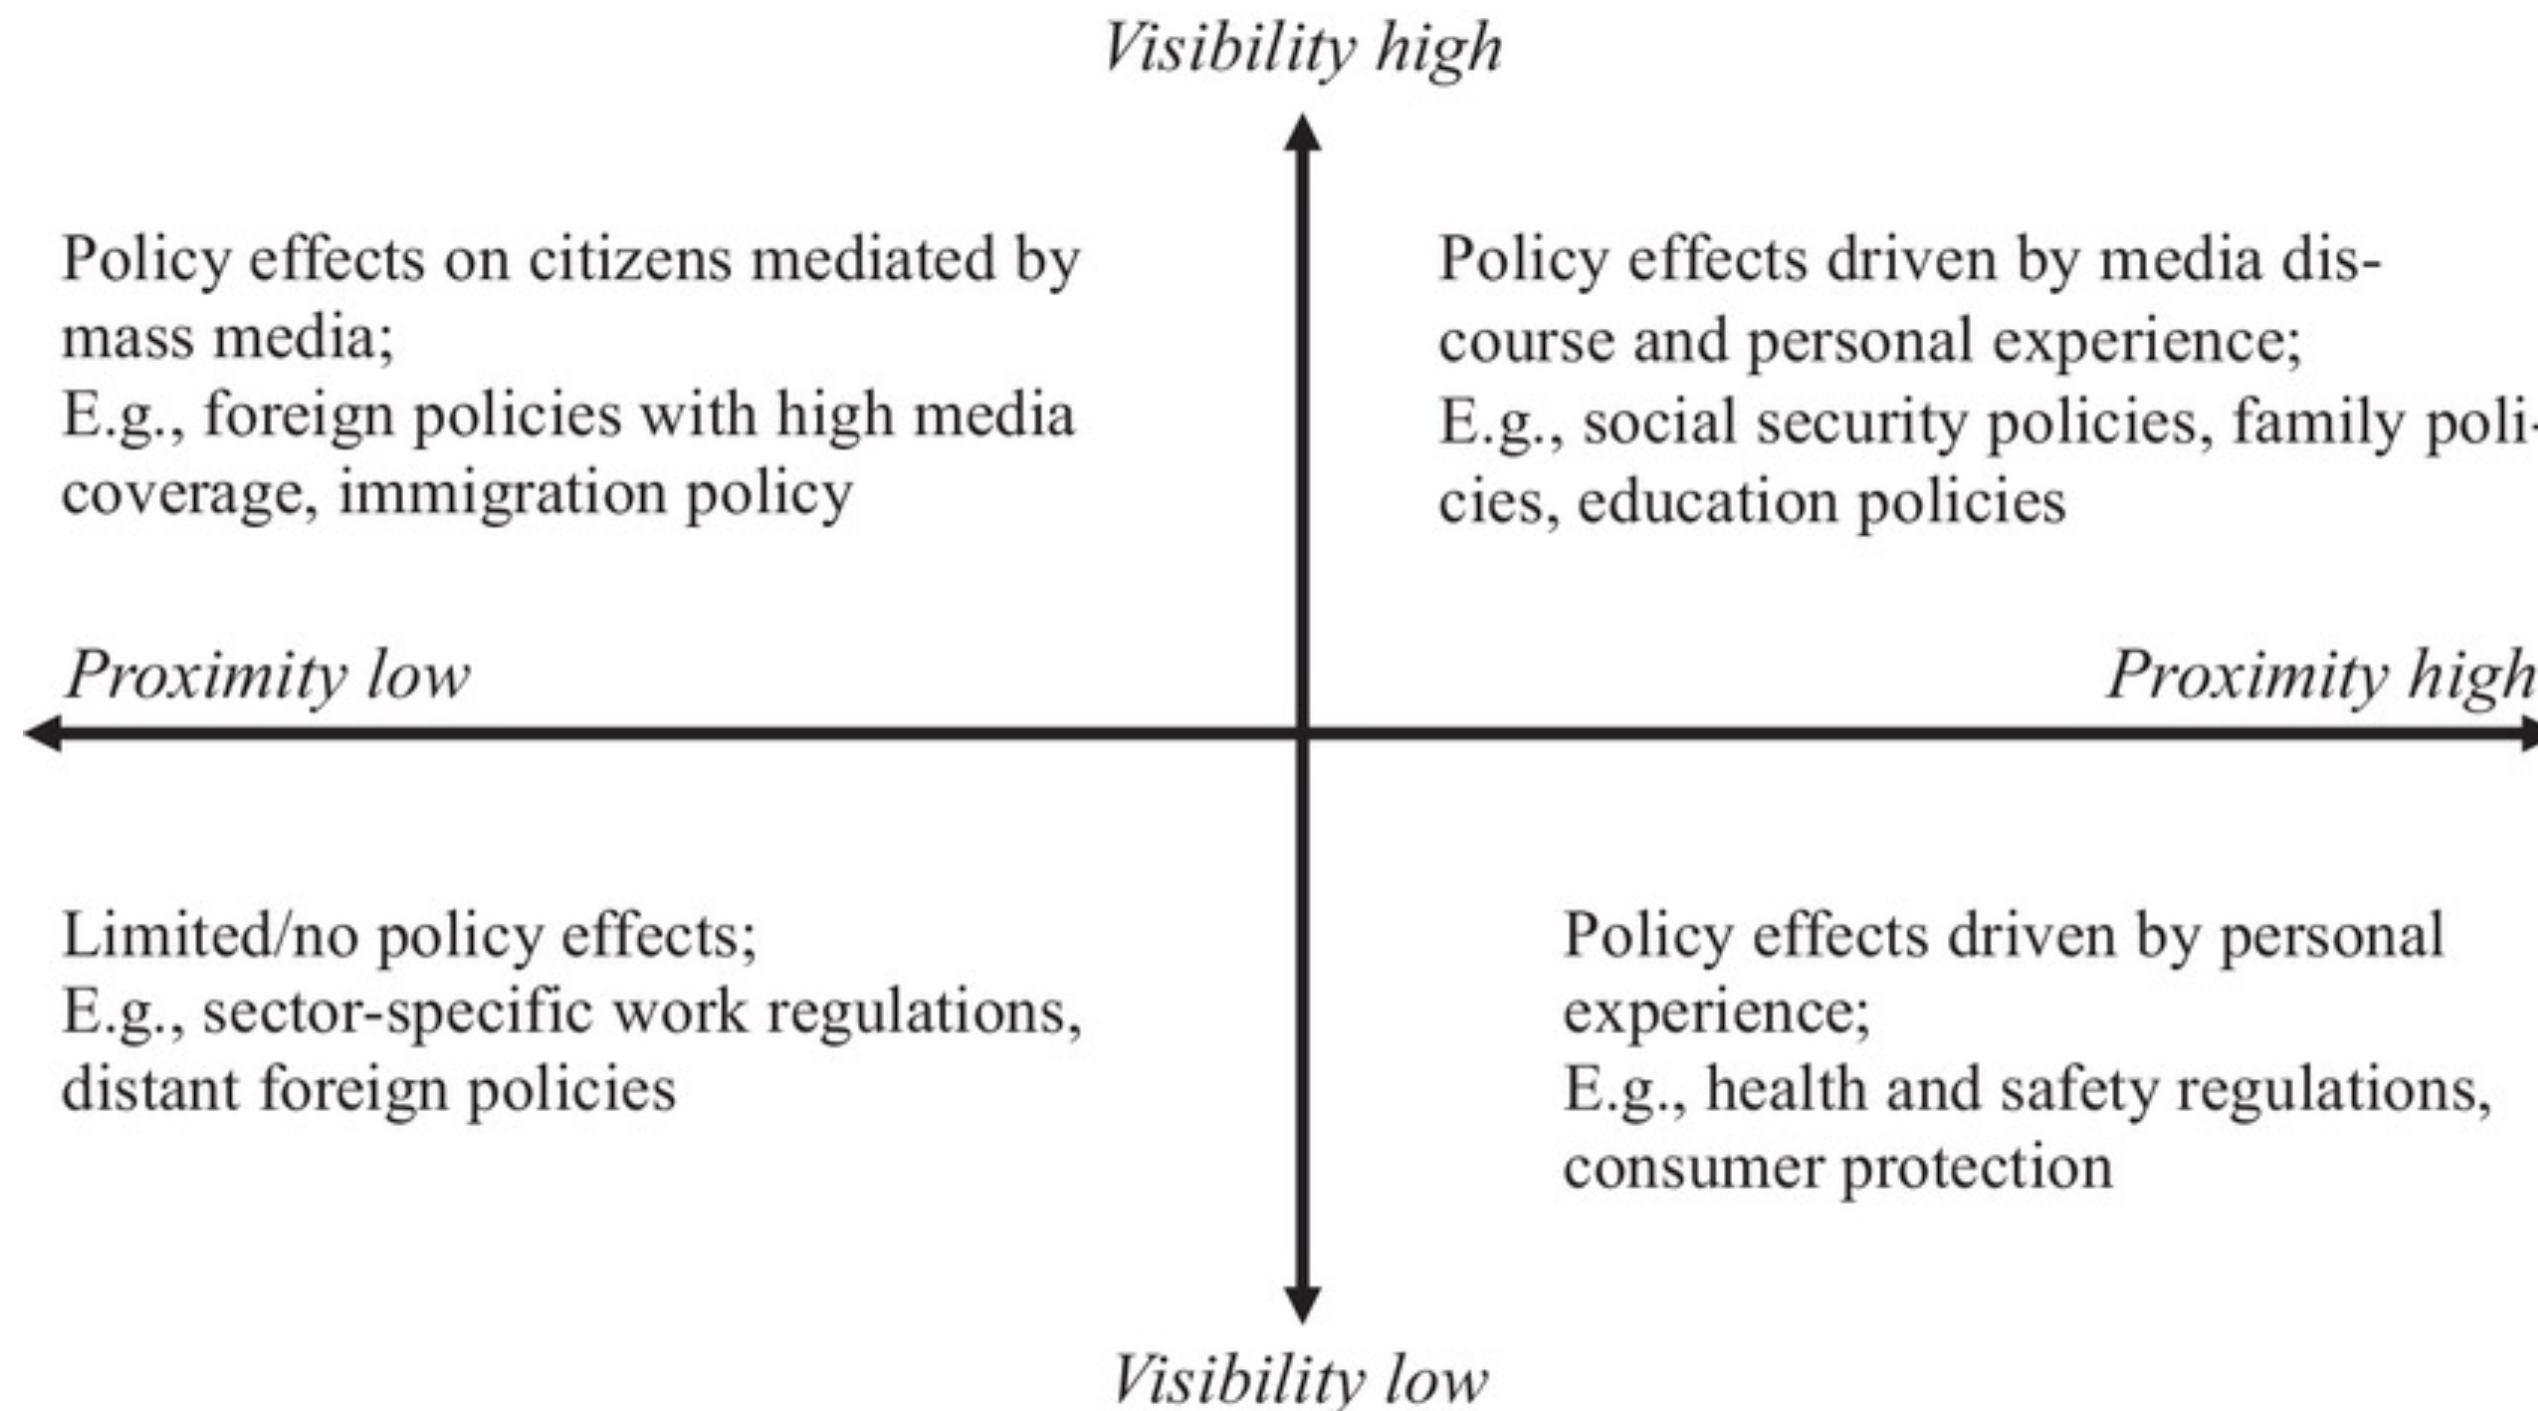 Visibility high
Policy effects on citizens mediated by
mass media;
E.g., foreign policies with high media
coverage, immigration policy
Policy effects driven by media dis-
course and personal experience;
E.g., social security policies, family poli-
cies, education policies
Proximity low
Proximity high
Limited/no policy effects;
E.g., sector-specific work regulations,
distant foreign policies
Policy effects driven by personal
experience;
E.g., health and safety regulations,
consumer protection
Visibility low